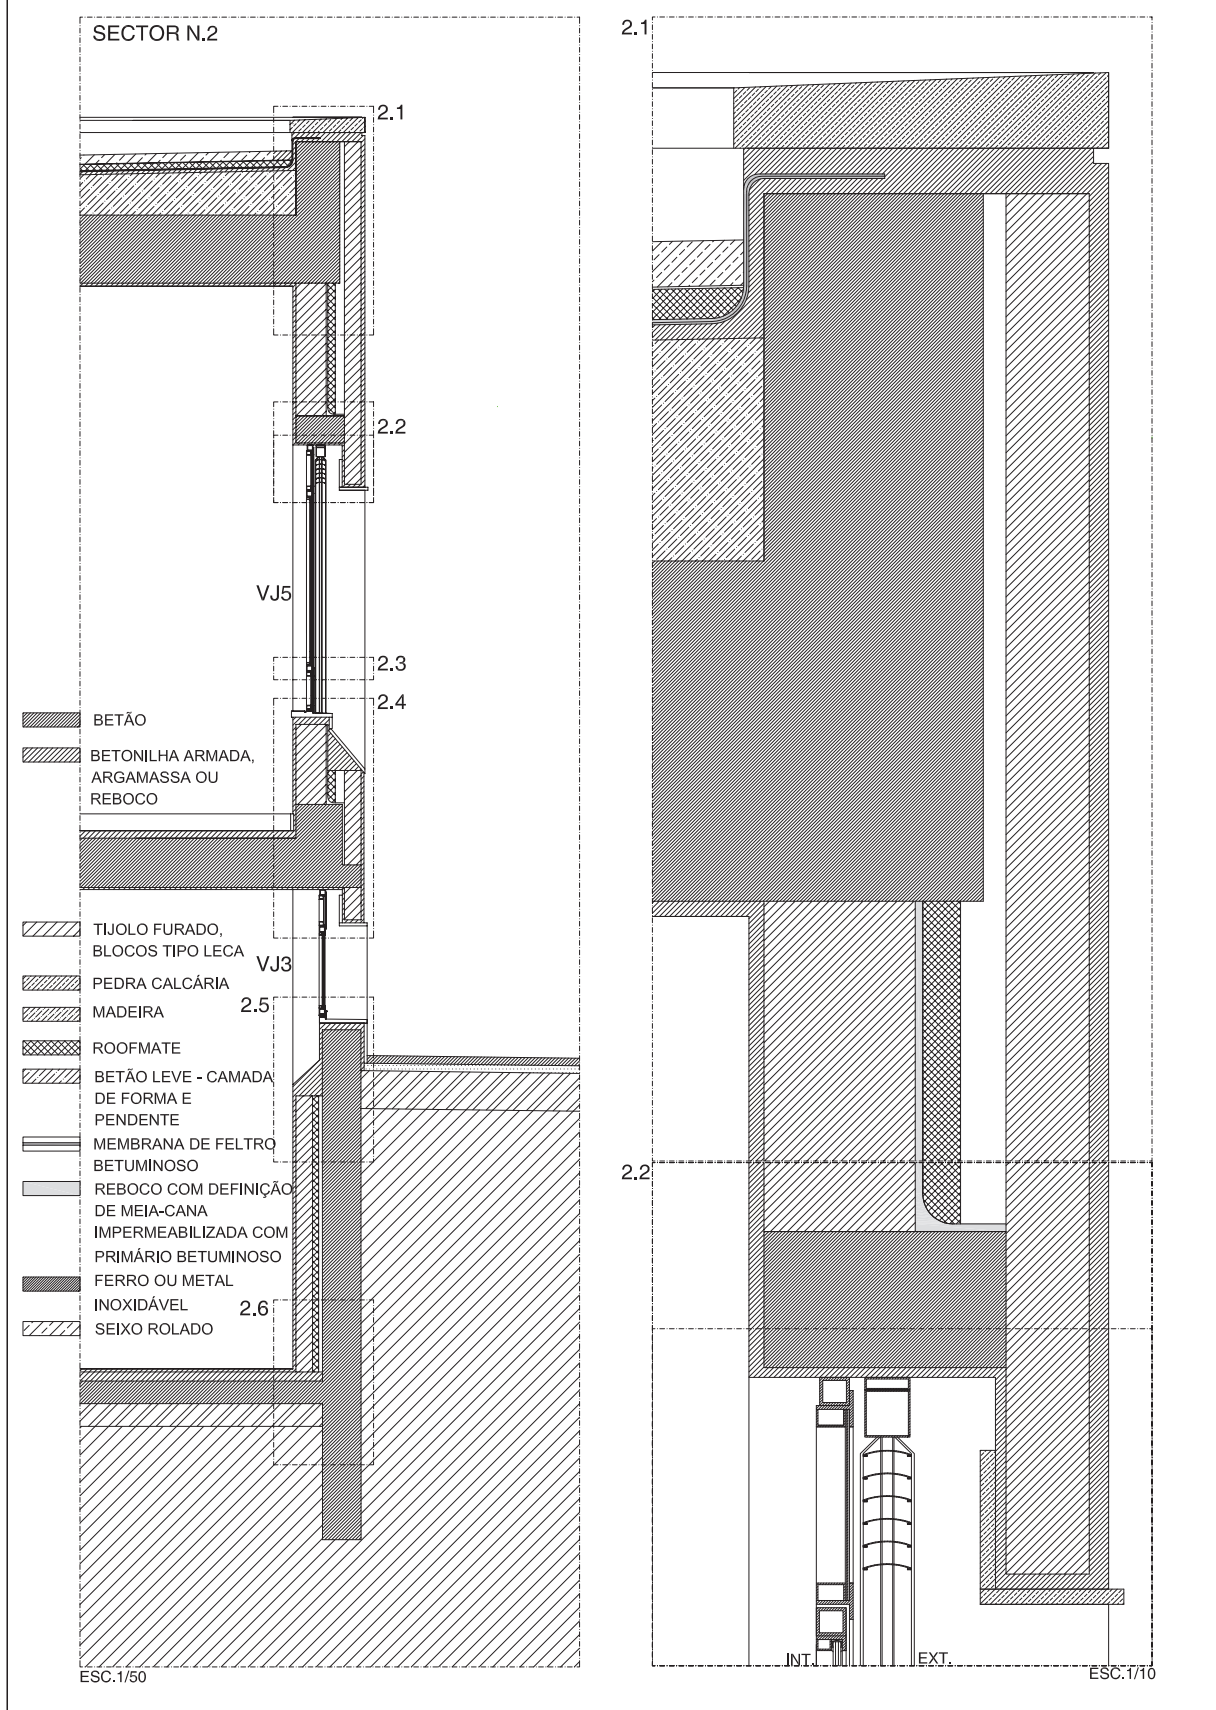 SECTOR N.2
2.1
2.2
VJ5
2.3
2.4
BETÃO
BETONILHA ARMADA,
ARGAMASSA OU
REBOCO
TIJOLO FURADO,
BLOCOS TIPO LECA
VJ3
PEDRA CALCÁRIA
2.5
MADEIRA
ROOFMATE
BETÃO LEVE - CAMADA
DE FORMA E
PENDENTE
MEMBRANA DE FELTRO
BETUMINOSO
REBOCO COM DEFINIÇÃO
DE MEIA-CANA
IMPERMEABILIZADA COM
PRIMÁRIO BETUMINOSO
FERRO OU METAL
INOXIDÁVEL
2.6
SEIXO ROLADO
ESC.1/50
2.1
2.2
INT.
EXT.
ESC.1/10